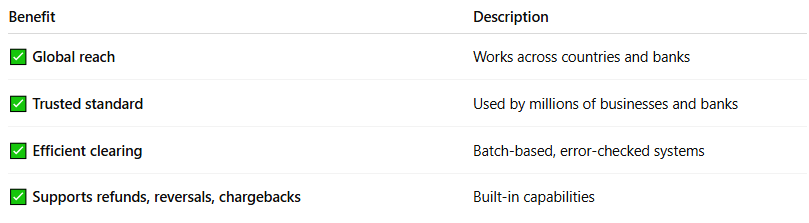 Benefit Description
✅ Global reach Works across countries and banks
✅ Trusted standard Used by millions of businesses and banks
✅ Efficient clearing Batch-based, error-checked systems
✅ Supports refunds, reversals, chargebacks Built-in capabilities